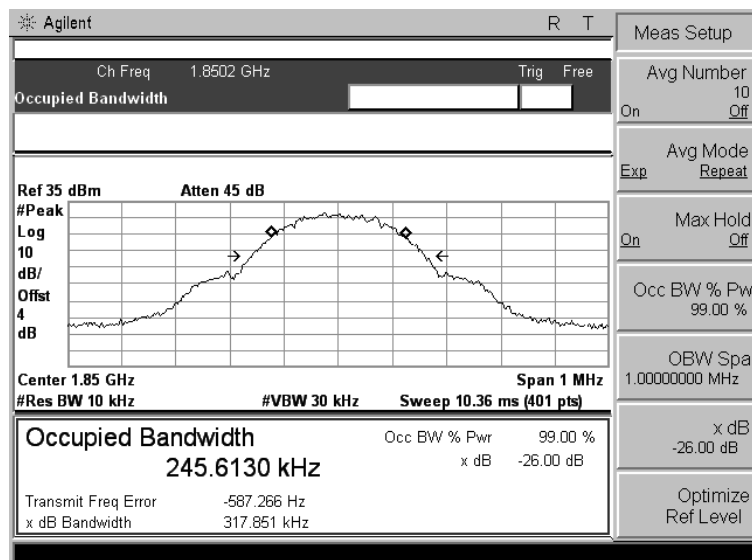 Agilent R T
Ch Freq 1.8502 GHz Trig Free
Occupied Bandwidth
Ref 35 dBm Atten 45 dB
#Peak
Log
10
dB/
Offst
4
dB
Center 1.85 GHz Span 1 MHz
#Res BW 10 kHz #VBW 30 kHz Sweep 10.36 ms (401 pts)
Occupied Bandwidth Occ BW % Pwr 99.00 %
245.6130 kHz x dB -26.00 dB
Transmit Freq Error -587.266 Hz
x dB Bandwidth 317.851 kHz
Meas Setup
Avg Number
10
On Off
Avg Mode
Exp Repeat
Max Hold
On Off
Occ BW % Pw
99.00 %
OBW Spa
1.00000000 MHz
x dB
-26.00 dB
Optimize
Ref Level